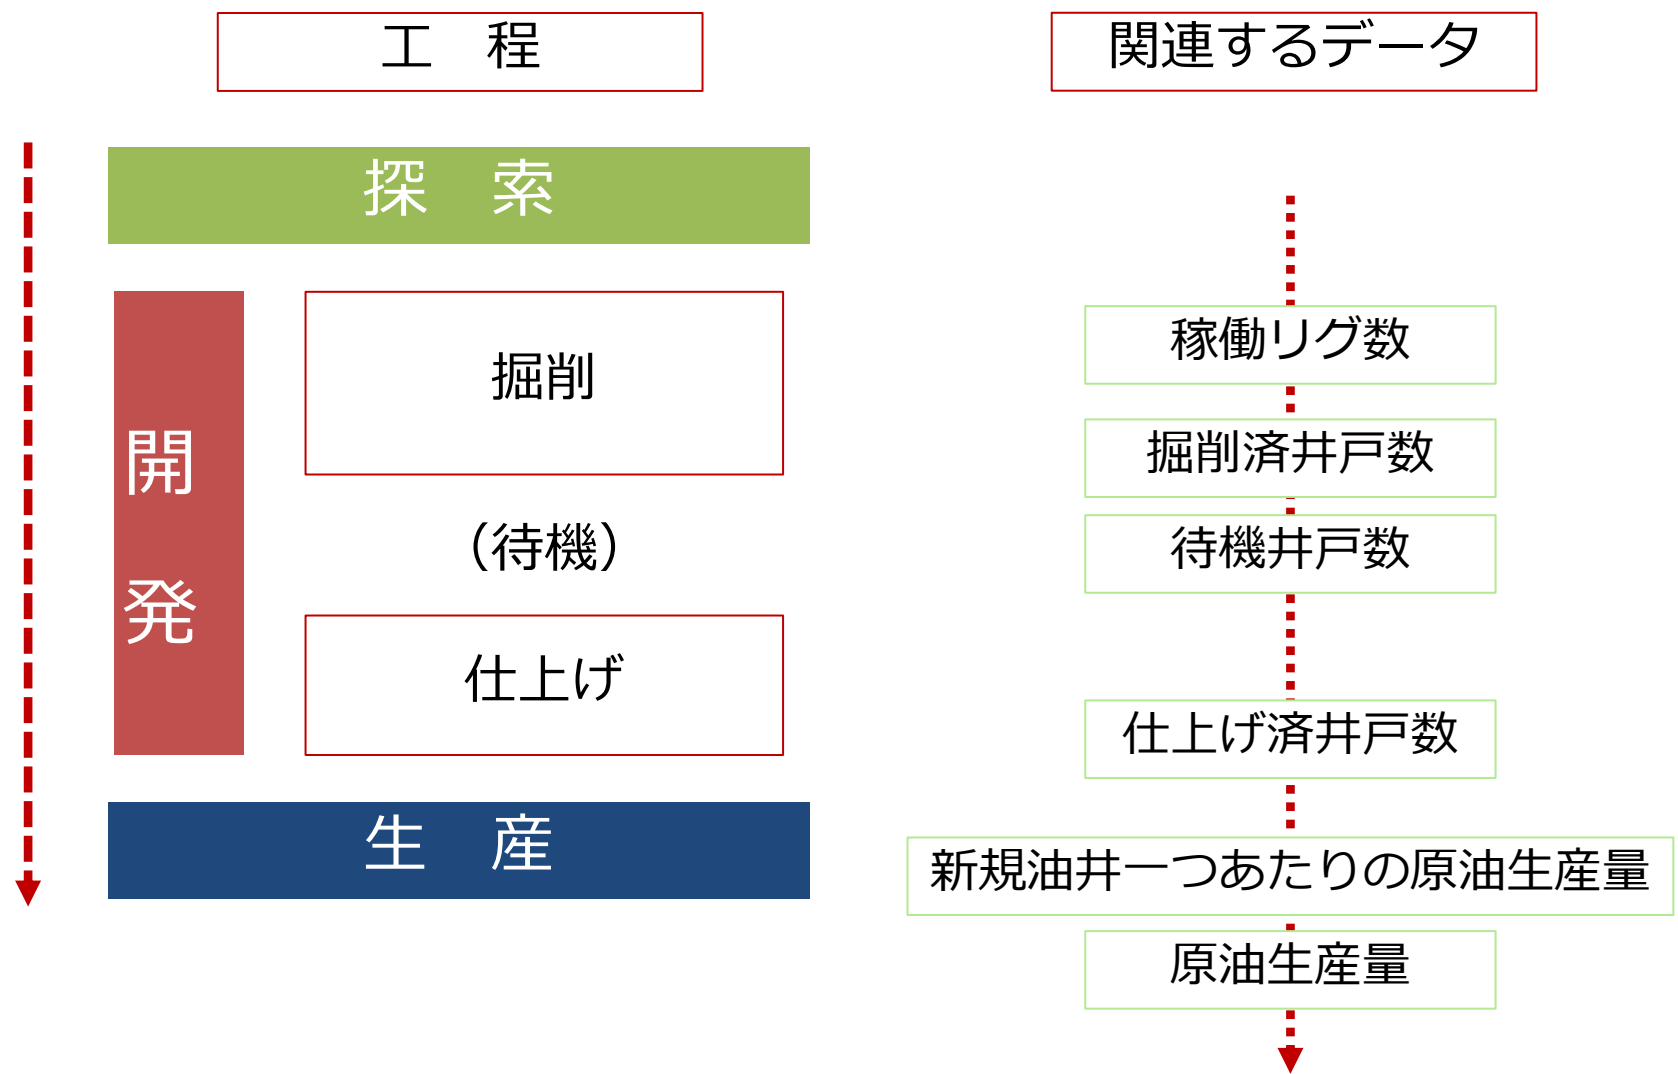 工　程
関連するデータ
探　索
開
発
掘削
（待機）
仕上げ
生　産
稼働リグ数
掘削済井戸数
待機井戸数
仕上げ済井戸数
新規油井一つあたりの原油生産量
原油生産量